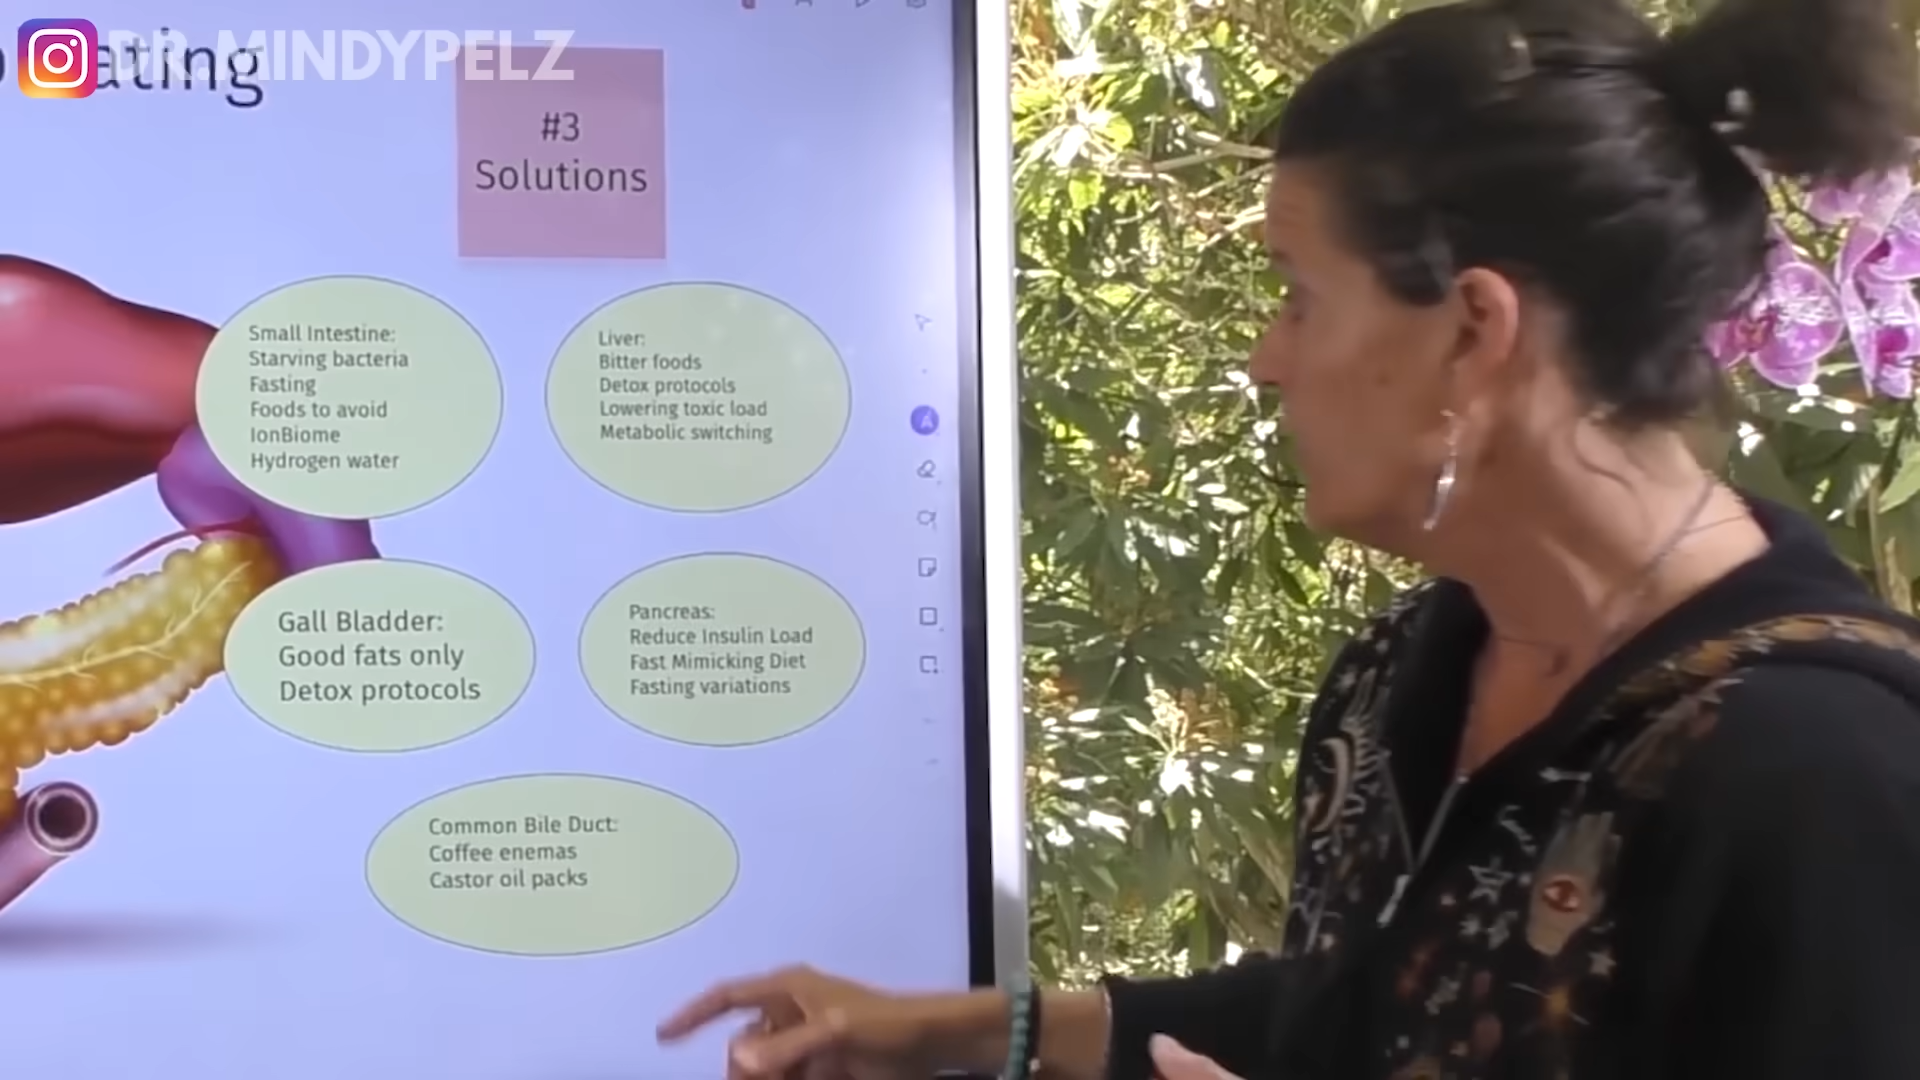 DR.MINDYPELZ
ating
#3
Solutions
Small Intestine:
Starving bacteria
Fasting
Foods to avoid
IonBiome
Hydrogen water
Liver:
Bitter foods
Detox protocols
Lowering toxic load
Metabolic switching
Gall Bladder:
Good fats only
Detox protocols
Pancreas:
Reduce Insulin Load
Fast Mimicking Diet
Fasting variations
Common Bile Duct:
Coffee enemas
Castor oil packs